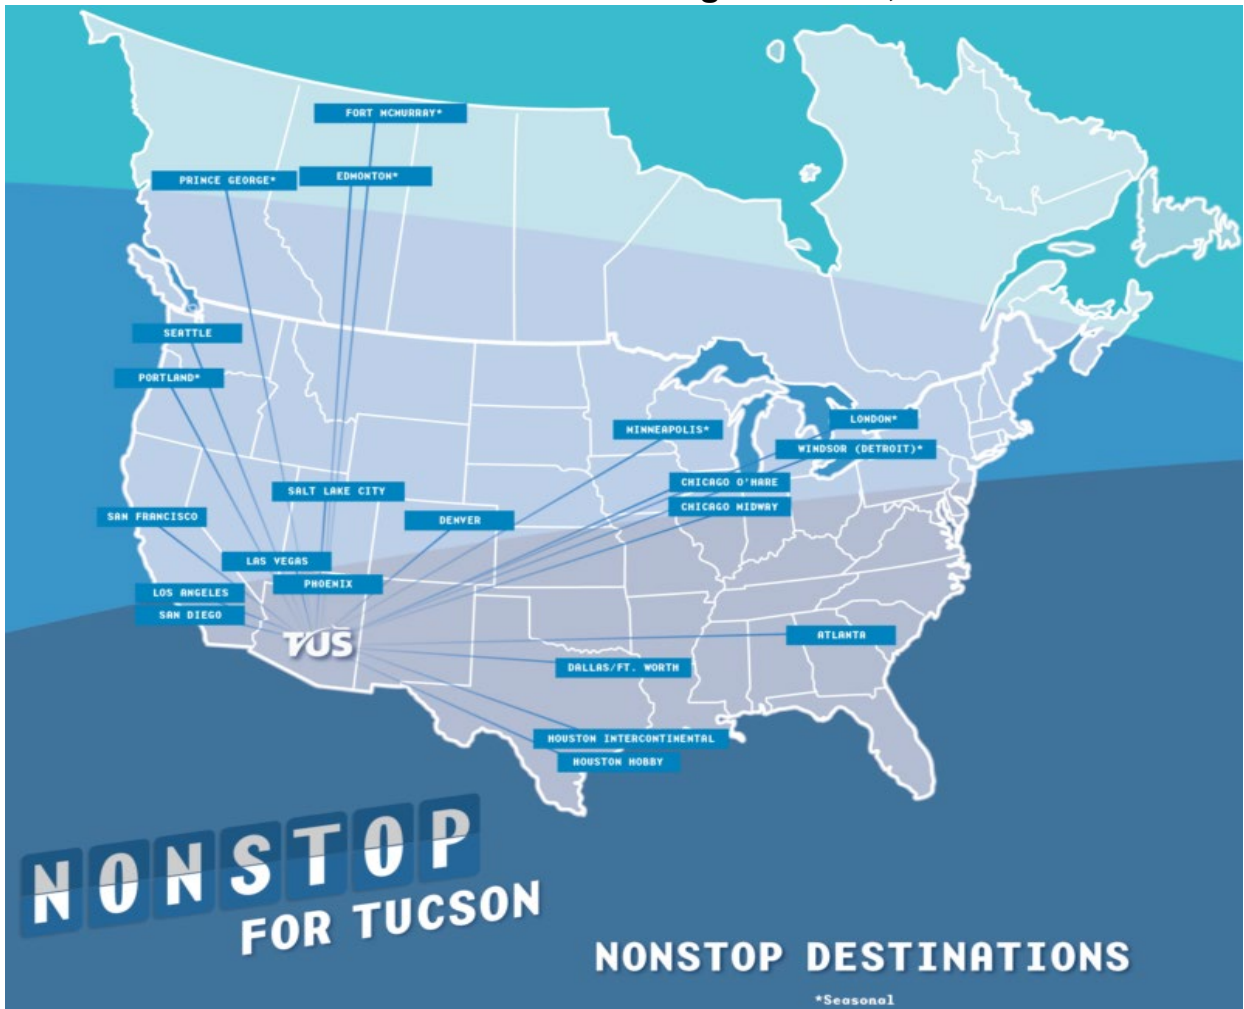 FORT MCMURRAY*
EDMONTON*
PRINCE GEORGE*
SEATTLE
PORTLAND*
LONDON*
MINNEAPOLIS*
WINDSOR (DETROIT)*
CHICAGO O'HARE
SALT LAKE CITY
CHICAGO MIDWAY
SAN FRANCISCO
DENVER
LAS VEGAS
PHOENIX
LOS ANGELES
SAN DIEGO
ATLANTA
TUS
DALLAS/FT. WORTH
HOUSTON INTERCONTINENTAL
HOUSTON HOBBY
NONSTOP
FOR TUCSON
NONSTOP DESTINATIONS
*Seasonal